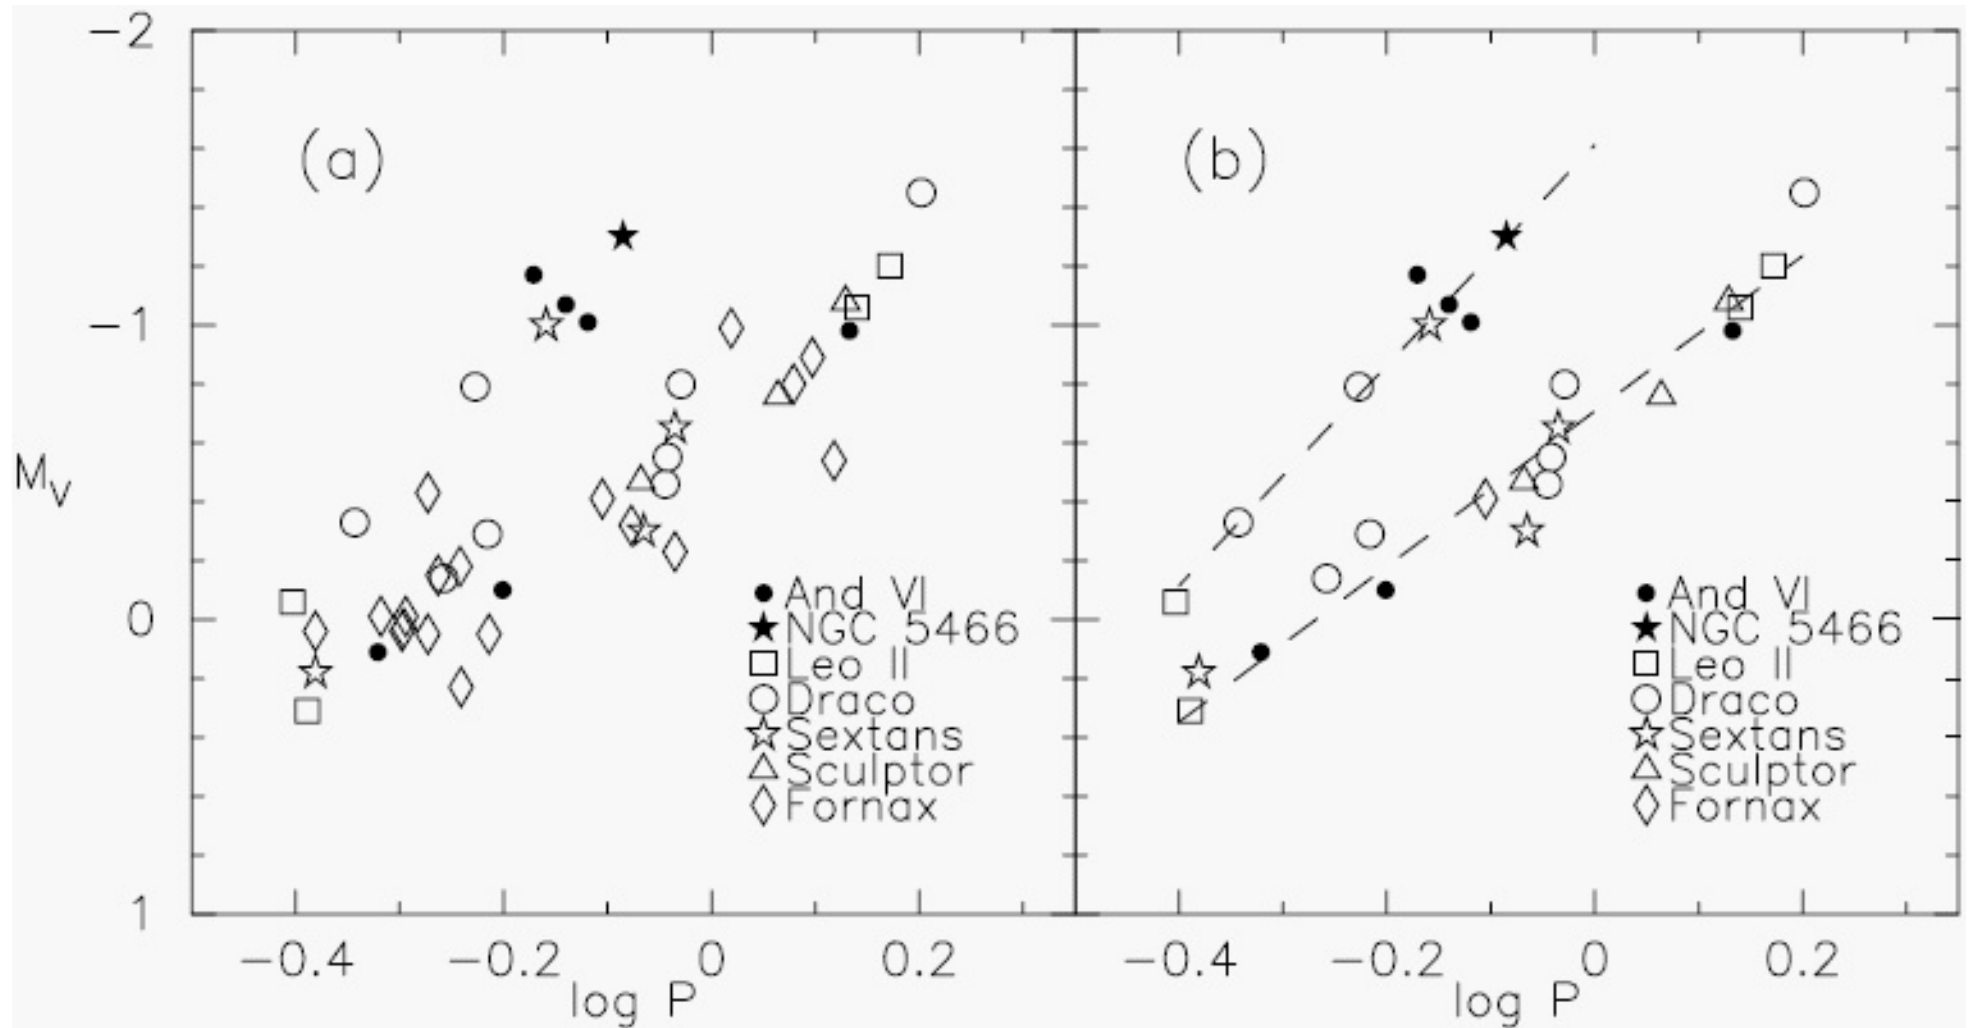 −2
−1
0
1
M_V
(a)
And VI
NGC 5466
Leo II
Draco
Sextans
Sculptor
Fornax
−0.4 −0.2 0 0.2
log P
(b)
And VI
NGC 5466
Leo II
Draco
Sextans
Sculptor
Fornax
−0.4 −0.2 0 0.2
log P